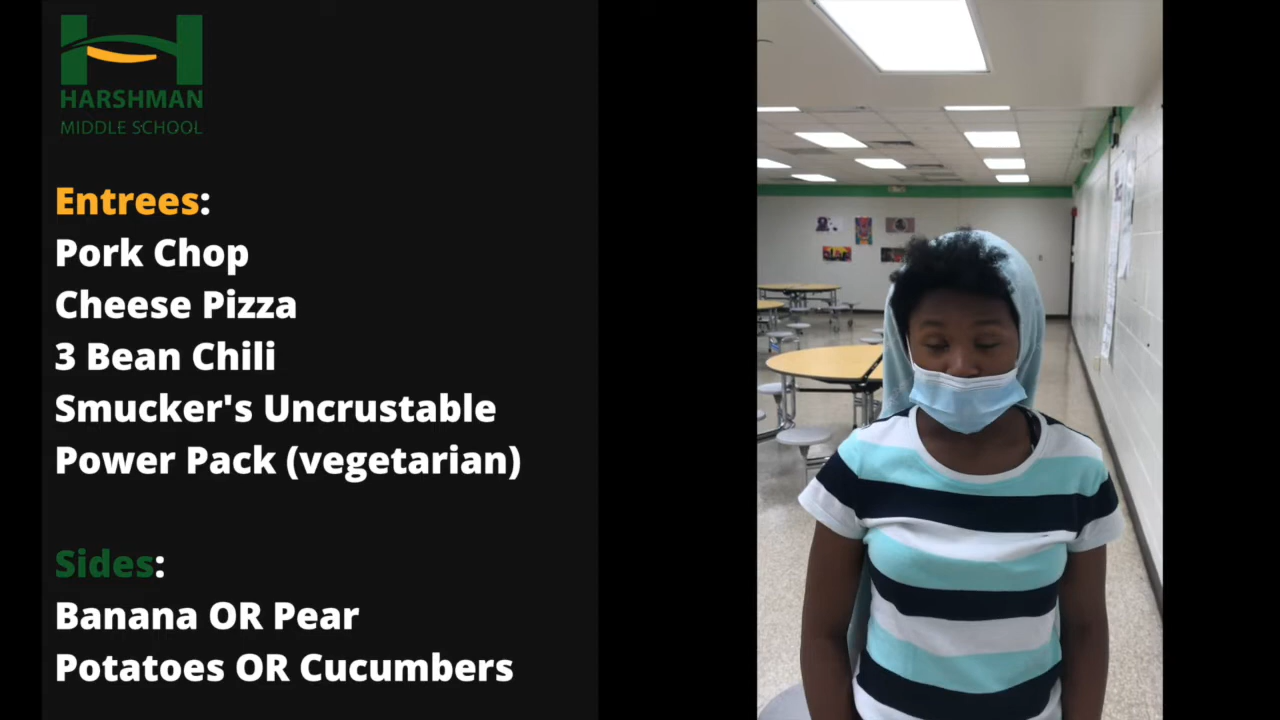 HARSHMAN
MIDDLE SCHOOL
Entrees:
Pork Chop
Cheese Pizza
3 Bean Chili
Smucker's Uncrustable
Power Pack (vegetarian)
Sides:
Banana OR Pear
Potatoes OR Cucumbers